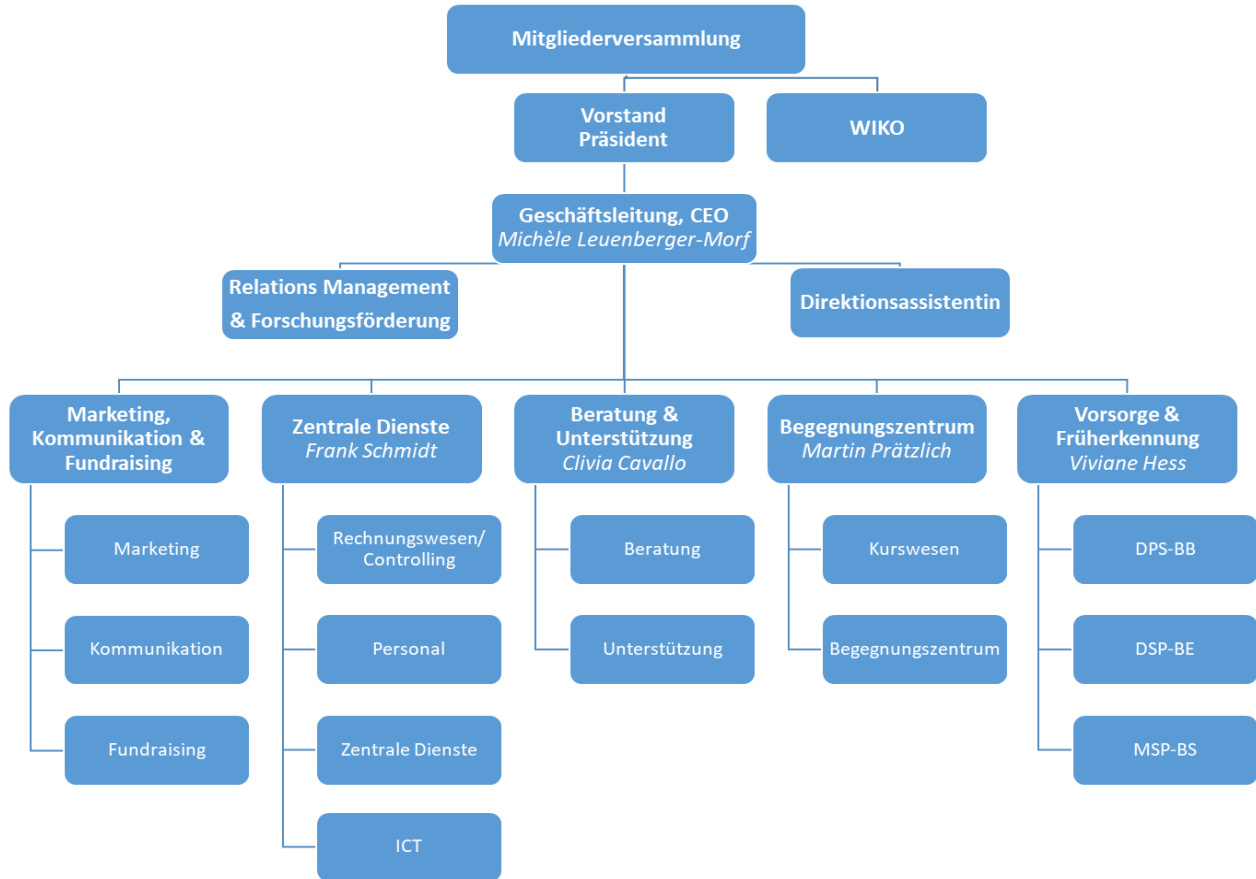 Mitgliederversammlung
Vorstand
Präsident
WIKO
Geschäftsleitung, CEO
Michèle Leuenberger-Morf
Relations Management
& Forschungsförderung
Direktionsassistentin
Marketing,
Kommunikation &
Fundraising
Zentrale Dienste
Frank Schmidt
Beratung &
Unterstützung
Clivia Cavallo
Begegnungszentrum
Martin Prätzlich
Vorsorge &
Früherkennung
Viviane Hess
Marketing
Kommunikation
Fundraising
Rechnungswesen/
Controlling
Personal
Zentrale Dienste
ICT
Beratung
Unterstützung
Kurswesen
Begegnungszentrum
DPS-BB
DSP-BE
MSP-BS